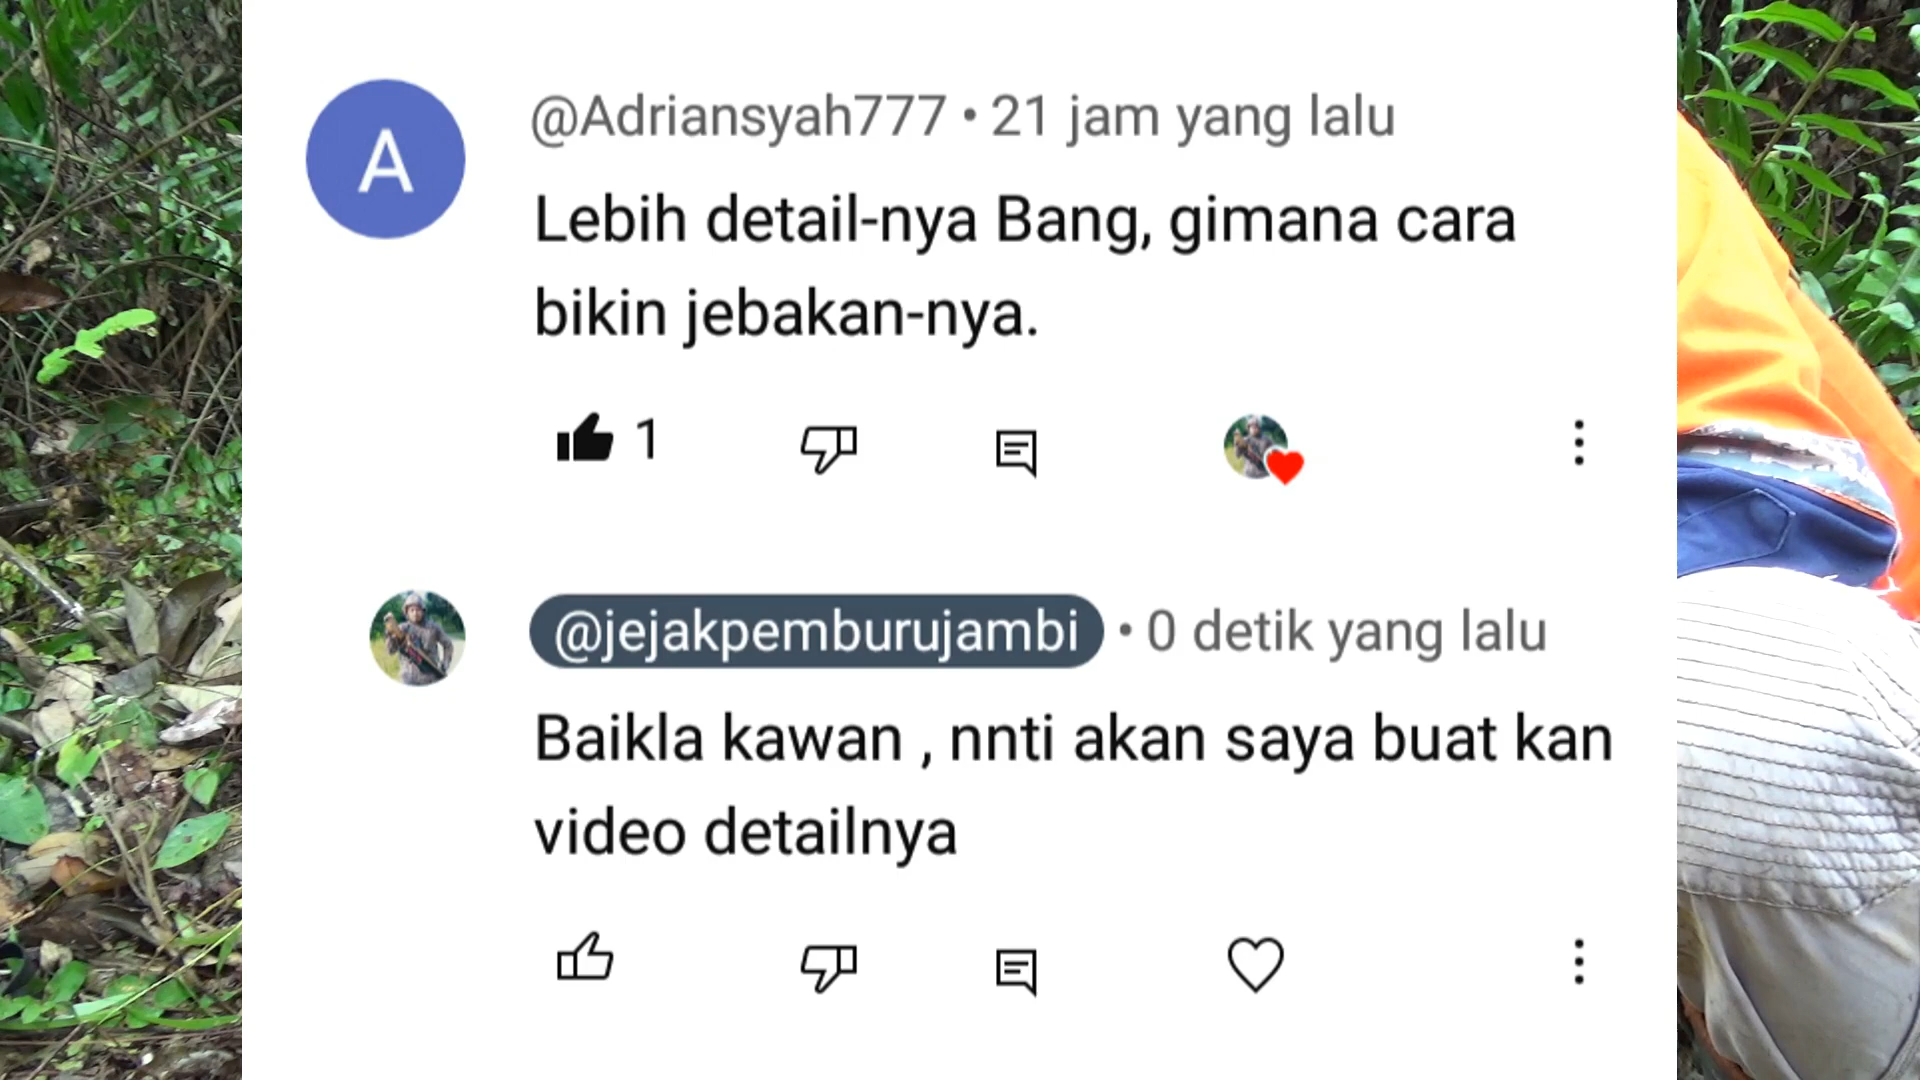 A
@Adriansyah777 • 21 jam yang lalu
Lebih detail-nya Bang, gimana cara
bikin jebakan-nya.
1
@jejakpemburujambi • 0 detik yang lalu
Baikla kawan , nnti akan saya buat kan
video detailnya